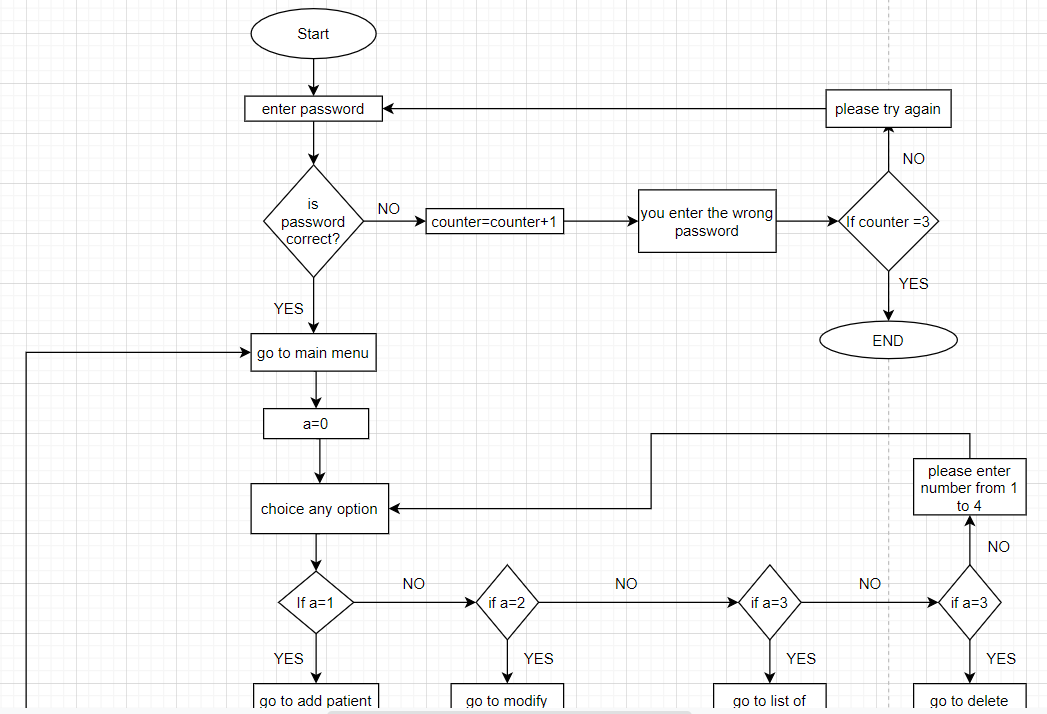 Start
enter password
please try again
NO
is
password
correct?
NO
counter=counter+1
you enter the wrong
password
If counter =3
YES
YES
END
go to main menu
a=0
choice any option
please enter
number from 1
to 4
NO
If a=1
NO
if a=2
NO
if a=3
NO
if a=3
YES
YES
YES
YES
go to add patient
go to modify
go to list of
go to delete